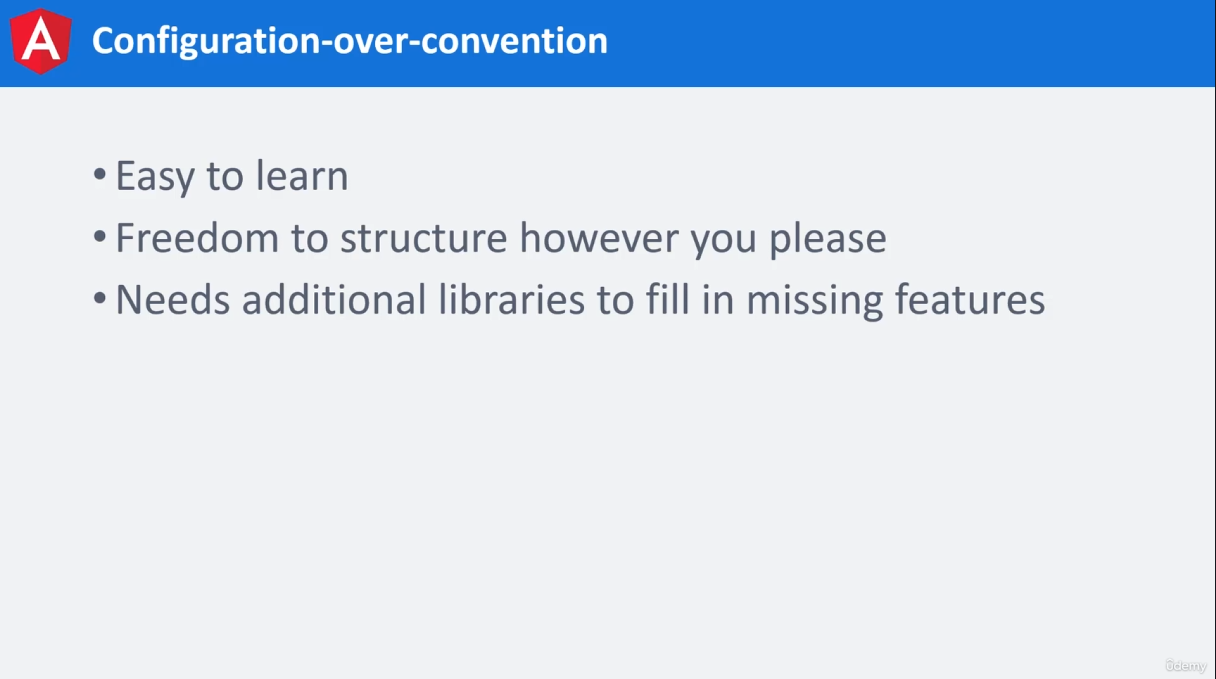 A
Configuration-over-convention
• Easy to learn
• Freedom to structure however you please
• Needs additional libraries to fill in missing features
ûdemy